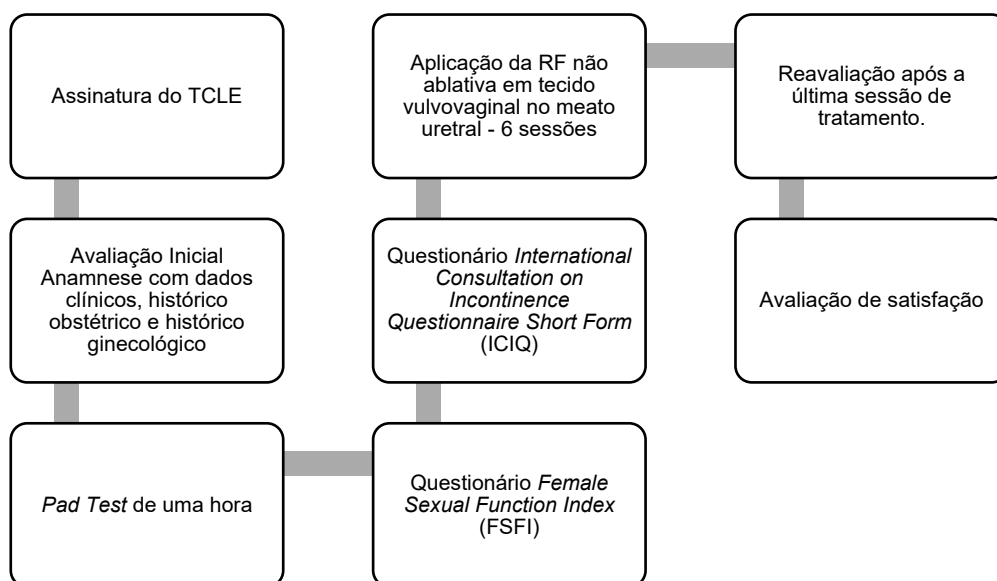 Assinatura do TCLE
Avaliação Inicial
Anamnese com dados
clínicos, histórico
obstétrico e histórico
ginecológico
Pad Test de uma hora
Questionário Female
Sexual Function Index
(FSFI)
Questionário International
Consultation on
Incontinence
Questionnaire Short Form
(ICIQ)
Aplicação da RF não
ablativa em tecido
vulvovaginal no meato
uretral - 6 sessões
Reavaliação após a
última sessão de
tratamento.
Avaliação de satisfação